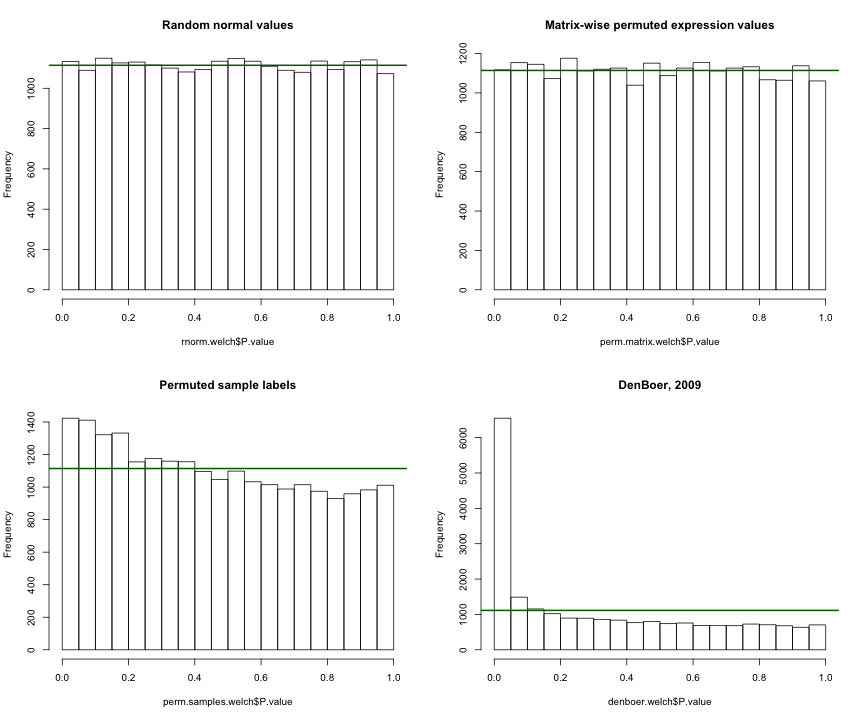 Random normal values
Frequency
0 200 400 600 800 1000
0.0 0.2 0.4 0.6 0.8 1.0
rnorm.welch$P.value
Matrix-wise permuted expression values
Frequency
0 200 400 600 800 1000 1200
0.0 0.2 0.4 0.6 0.8 1.0
perm.matrix.welch$P.value
Permuted sample labels
Frequency
0 200 400 600 800 1000 1200 1400
0.0 0.2 0.4 0.6 0.8 1.0
perm.samples.welch$P.value
DenBoer, 2009
Frequency
0 1000 2000 3000 4000 5000 6000
0.0 0.2 0.4 0.6 0.8 1.0
denboer.welch$P.value